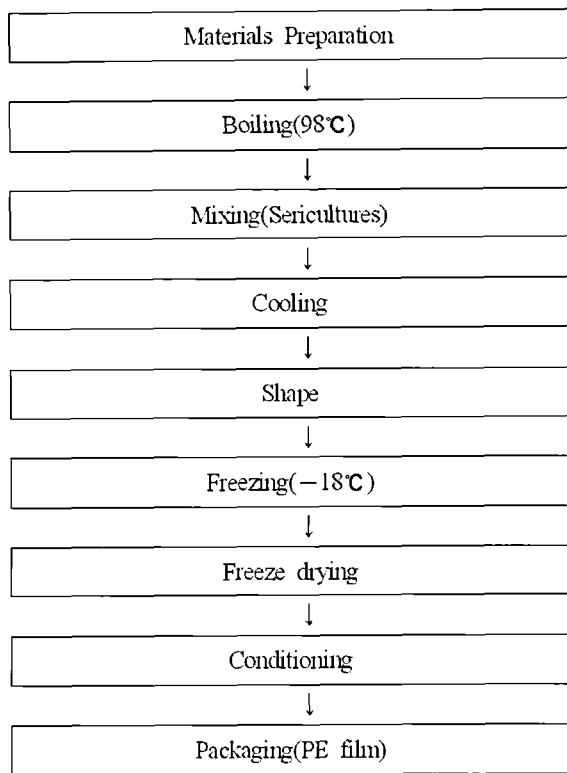 Materials Preparation
↓
Boiling(98℃)
↓
Mixing(Sericultures)
↓
Cooling
↓
Shape
↓
Freezing(−18℃)
↓
Freeze drying
↓
Conditioning
↓
Packaging(PE film)